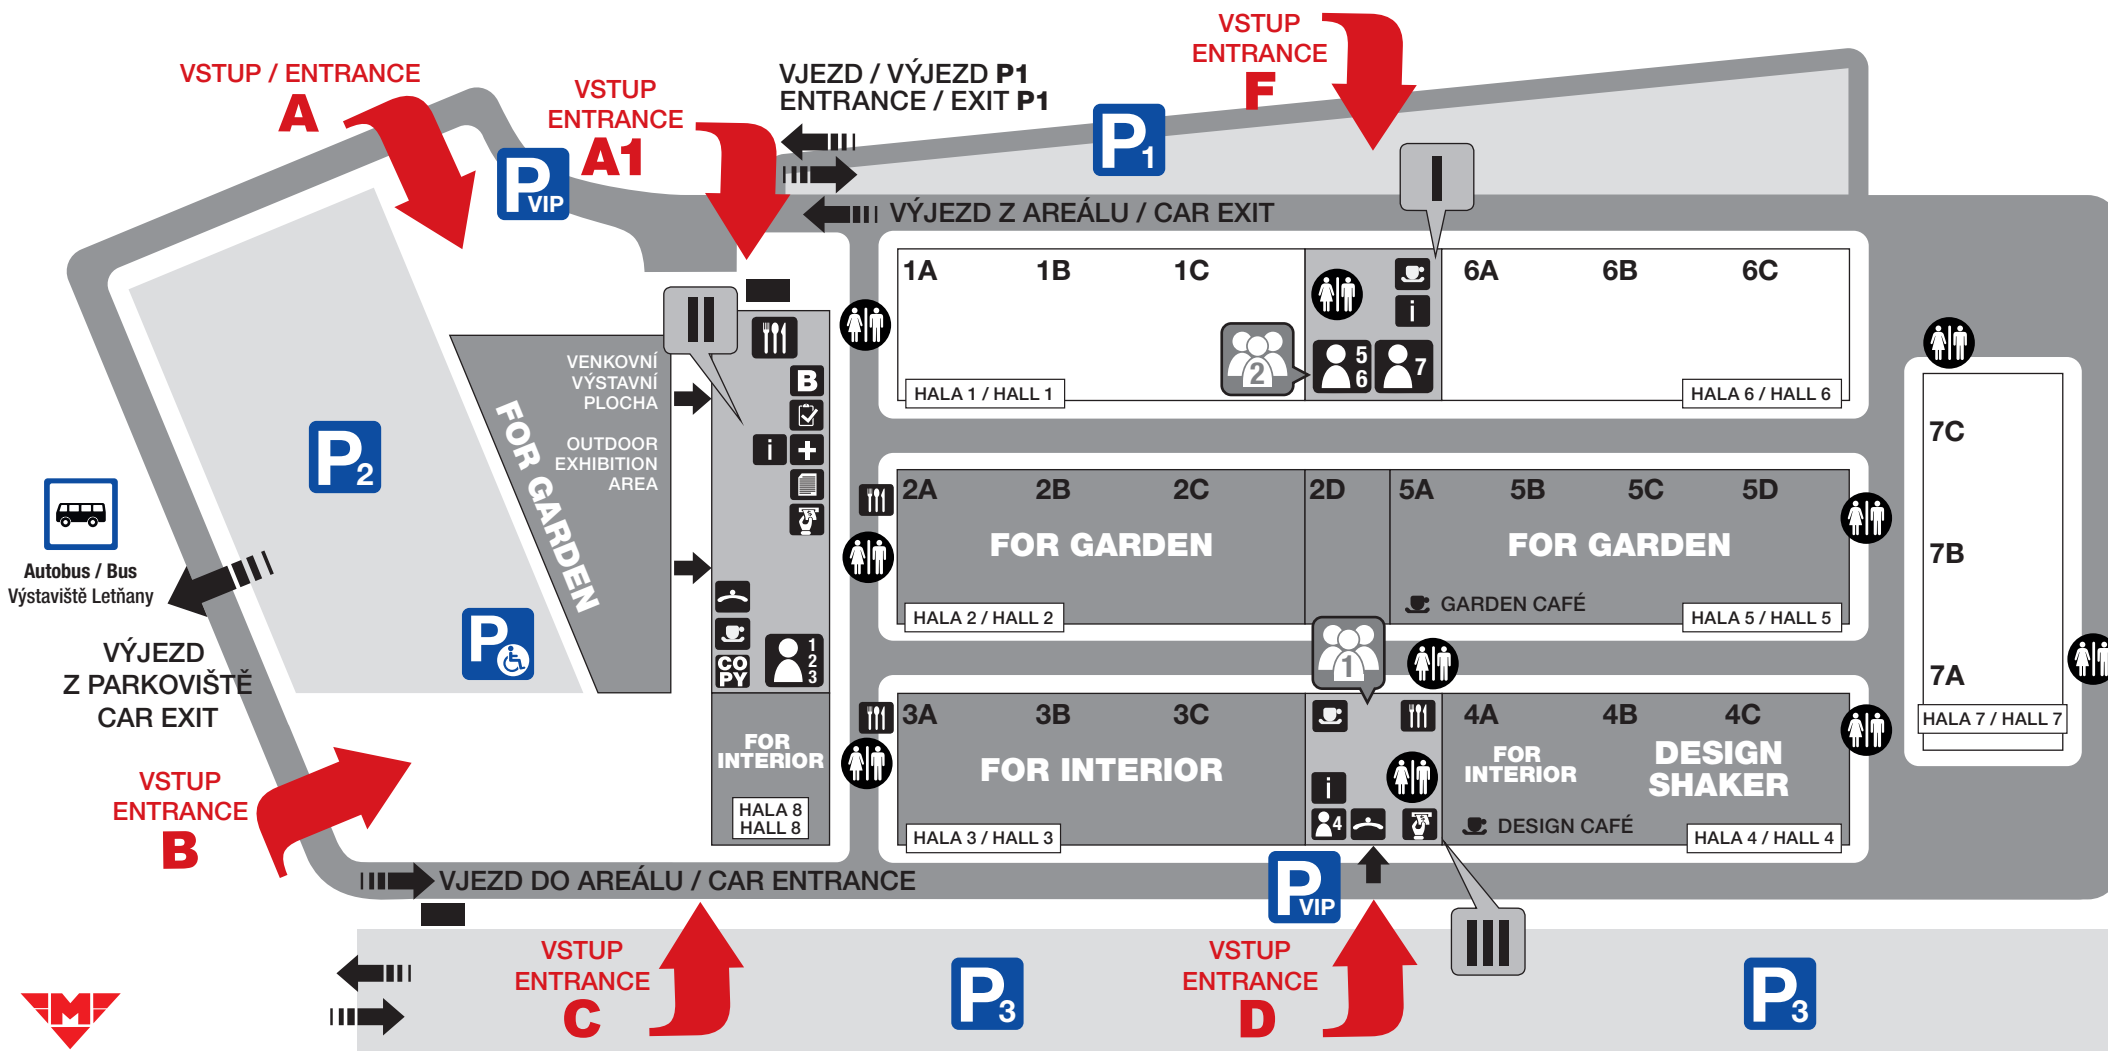 VSTUP / ENTRANCE
A
VSTUP
ENTRANCE
A1
VJEZD / VÝJEZD P1
ENTRANCE / EXIT P1
VSTUP
ENTRANCE
F
P1
PVIP
I
VÝJEZD Z AREÁLU / CAR EXIT
1A
1B
1C
i
6A
6B
6C
2
5
6
7
HALA 1 / HALL 1
HALA 6 / HALL 6
II
VENKOVNÍ
VÝSTAVNÍ
PLOCHA
OUTDOOR
EXHIBITION
AREA
FOR GARDEN
B
i
P2
7C
7B
7A
HALA 7 / HALL 7
2A
2B
2C
2D
5A
5B
5C
5D
FOR GARDEN
FOR GARDEN
GARDEN CAFÉ
HALA 2 / HALL 2
HALA 5 / HALL 5
Autobus / Bus
Výstaviště Letňany
P
VÝJEZD
Z PARKOVIŠTĚ
CAR EXIT
CO
PY
1
2
3
1
3A
3B
3C
4A
4B
4C
FOR
INTERIOR
FOR INTERIOR
FOR
INTERIOR
DESIGN
SHAKER
i
4
DESIGN CAFÉ
HALA 8
HALL 8
HALA 3 / HALL 3
HALA 4 / HALL 4
VSTUP
ENTRANCE
B
VJEZD DO AREÁLU / CAR ENTRANCE
PVIP
III
VSTUP
ENTRANCE
C
P3
VSTUP
ENTRANCE
D
P3
M